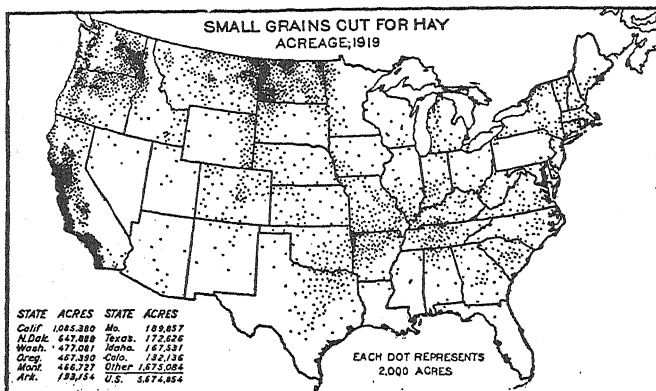 SMALL GRAINS CUT FOR HAY
ACREAGE, 1919
STATE ACRES STATE ACRES
Calif 1,085,380 Mo. 189,857
N.Dak. 647,888 Texas. 172,626
Wash. 477,081 Idaho. 167,531
Oreg. 467,390 Colo. 132,136
Mont. 466,727 Other 1,675,084
Ark. 193,154 U.S. 5,674,854
EACH DOT REPRESENTS
2,000 ACRES